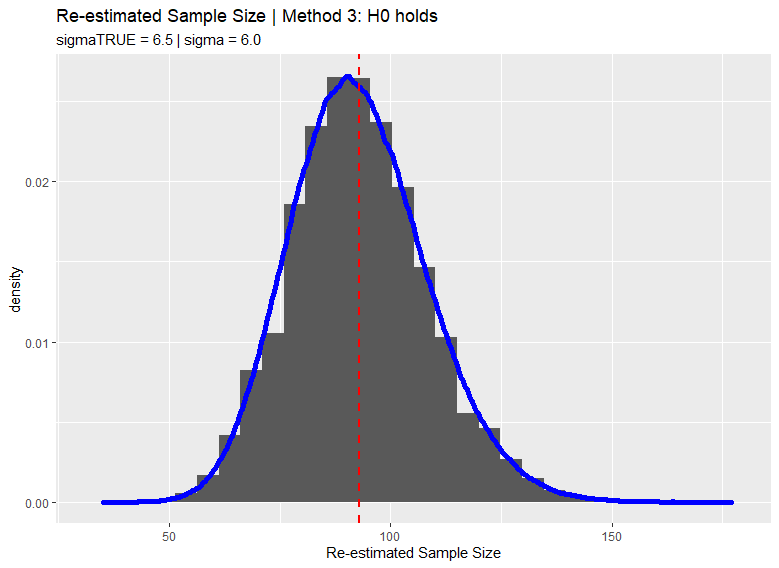 Re-estimated Sample Size | Method 3: H0 holds
sigmaTRUE = 6.5 | sigma = 6.0
density
0.02
0.01
0.00
50
100
150
Re-estimated Sample Size